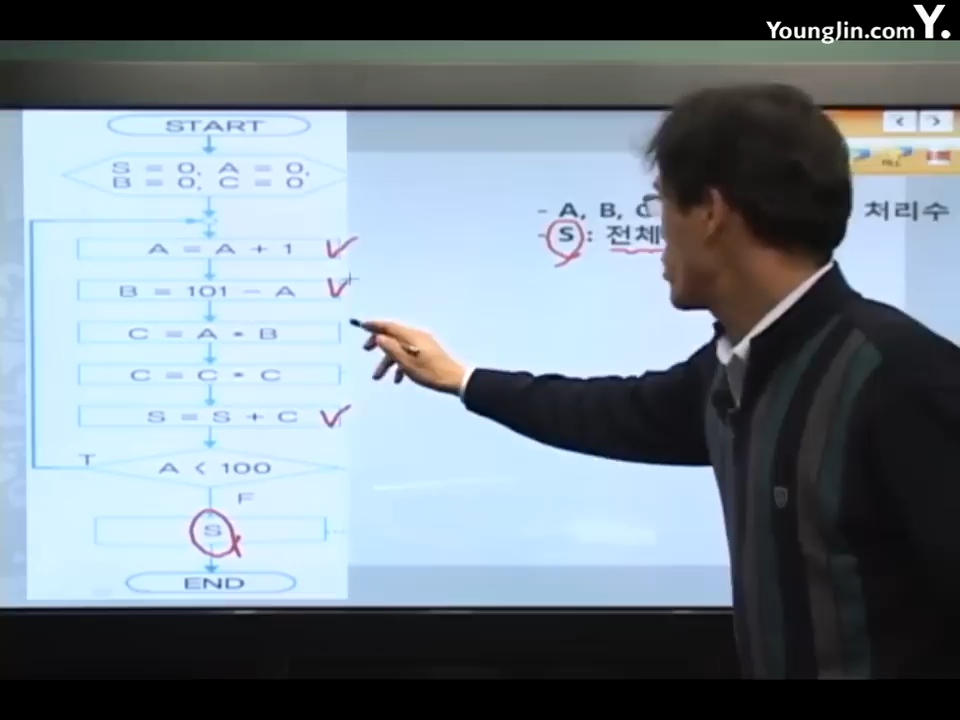 YoungJin.com Y.
START
S = 0, A = 0,
B = 0, C = 0
- A, B, C 처리수
- S : 전체
A = A + 1
B = 101 - A
C = A * B
C = C * C
S = S + C
T
A < 100
F
S
END